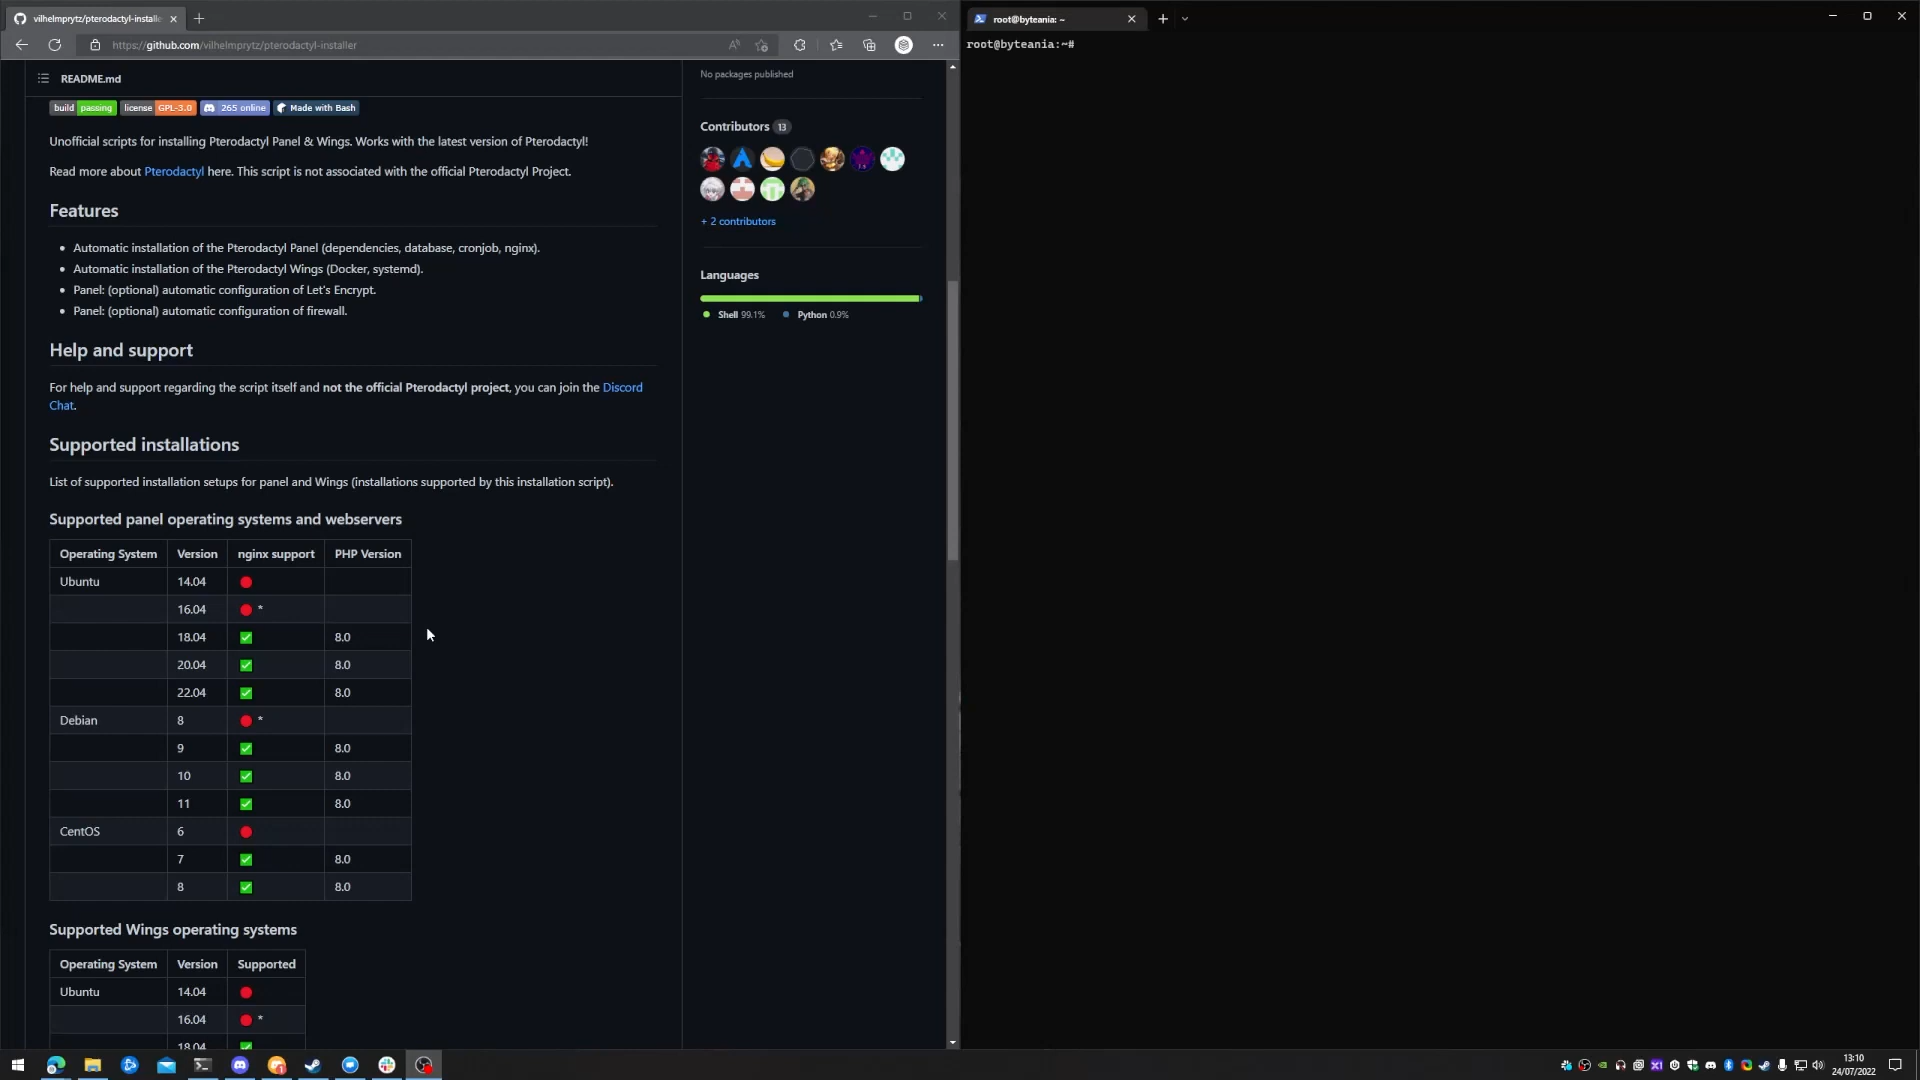 vilhelmprytz/pterodactyl-installe
https://github.com/vilhelmprytz/pterodactyl-installer
root@byteania: ~
root@byteania:~#
README.md
build passing
license GPL-3.0
265 online
Made with Bash
Unofficial scripts for installing Pterodactyl Panel & Wings. Works with the latest version of Pterodactyl!
Read more about Pterodactyl here. This script is not associated with the official Pterodactyl Project.
Features
Automatic installation of the Pterodactyl Panel (dependencies, database, cronjob, nginx).
Automatic installation of the Pterodactyl Wings (Docker, systemd).
Panel: (optional) automatic configuration of Let's Encrypt.
Panel: (optional) automatic configuration of firewall.
Help and support
For help and support regarding the script itself and not the official Pterodactyl project, you can join the Discord
Chat.
Supported installations
List of supported installation setups for panel and Wings (installations supported by this installation script).
Supported panel operating systems and webservers
Operating System Version nginx support PHP Version
Ubuntu 14.04
16.04 *
18.04 8.0
20.04 8.0
22.04 8.0
Debian 8 *
9 8.0
10 8.0
11 8.0
CentOS 6
7 8.0
8 8.0
Supported Wings operating systems
Operating System Version Supported
Ubuntu 14.04
16.04 *
18.04
No packages published
Contributors 13
+ 2 contributors
Languages
Shell 99.1% Python 0.9%
13:10
24/07/2022